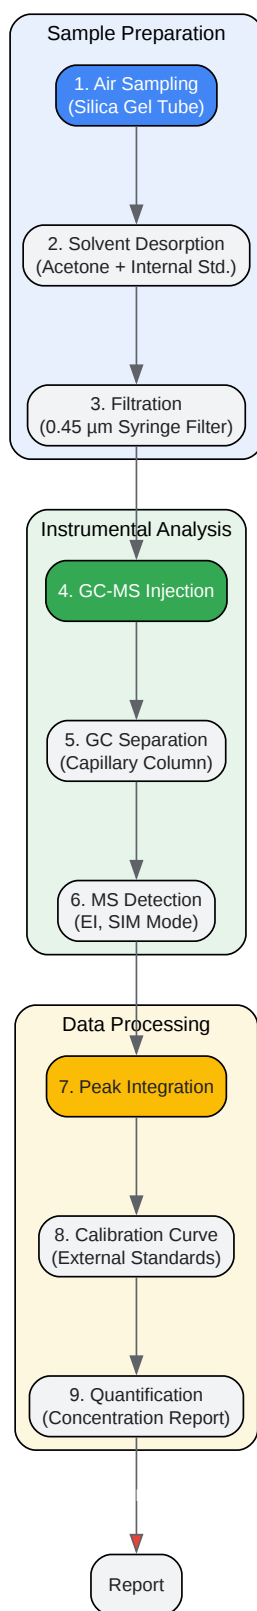 Sample Preparation
1. Air Sampling
(Silica Gel Tube)
2. Solvent Desorption
(Acetone + Internal Std.)
3. Filtration
(0.45 µm Syringe Filter)
Instrumental Analysis
4. GC-MS Injection
5. GC Separation
(Capillary Column)
6. MS Detection
(EI, SIM Mode)
Data Processing
7. Peak Integration
8. Calibration Curve
(External Standards)
9. Quantification
(Concentration Report)
Report